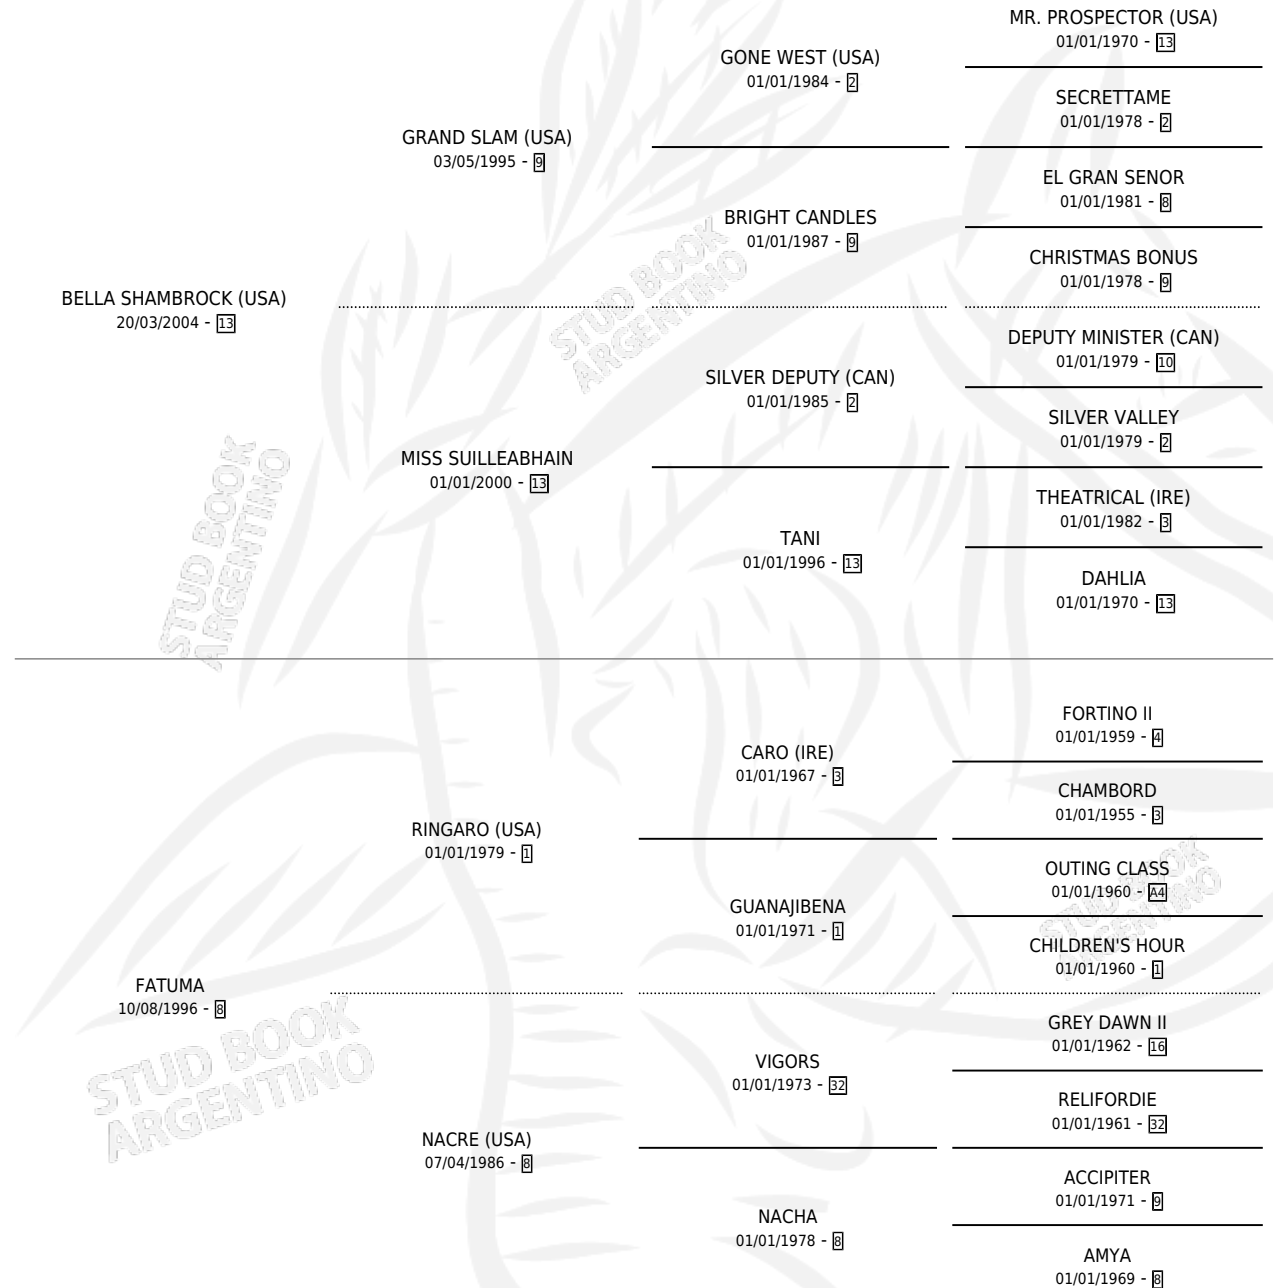 MR. PROSPECTOR (USA)
01/01/1970 - 13
GONE WEST (USA)
01/01/1984 - 2
SECRETTAME
01/01/1978 - 2
GRAND SLAM (USA)
03/05/1995 - 9
EL GRAN SENOR
01/01/1981 - 8
BRIGHT CANDLES
01/01/1987 - 9
CHRISTMAS BONUS
01/01/1978 - 9
BELLA SHAMBROCK (USA)
20/03/2004 - 13
DEPUTY MINISTER (CAN)
01/01/1979 - 10
SILVER DEPUTY (CAN)
01/01/1985 - 2
SILVER VALLEY
01/01/1979 - 2
MISS SUILLEABHAIN
01/01/2000 - 13
THEATRICAL (IRE)
01/01/1982 - 3
TANI
01/01/1996 - 13
DAHLIA
01/01/1970 - 13
FORTINO II
01/01/1959 - 4
CARO (IRE)
01/01/1967 - 3
CHAMBORD
01/01/1955 - 3
RINGARO (USA)
01/01/1979 - 1
OUTING CLASS
01/01/1960 - A4
GUANAJIBENA
01/01/1971 - 1
CHILDREN'S HOUR
01/01/1960 - 1
FATUMA
10/08/1996 - 8
GREY DAWN II
01/01/1962 - 16
VIGORS
01/01/1973 - 32
RELIFORDIE
01/01/1961 - 32
NACRE (USA)
07/04/1986 - 8
ACCIPITER
01/01/1971 - 9
NACHA
01/01/1978 - 8
AMYA
01/01/1969 - 8
STUD BOOK
ARGENTINO
STUD BOOK
ARGENTINO
STUD BOOK
ARGENTINO
STUD BOOK
ARGENTINO